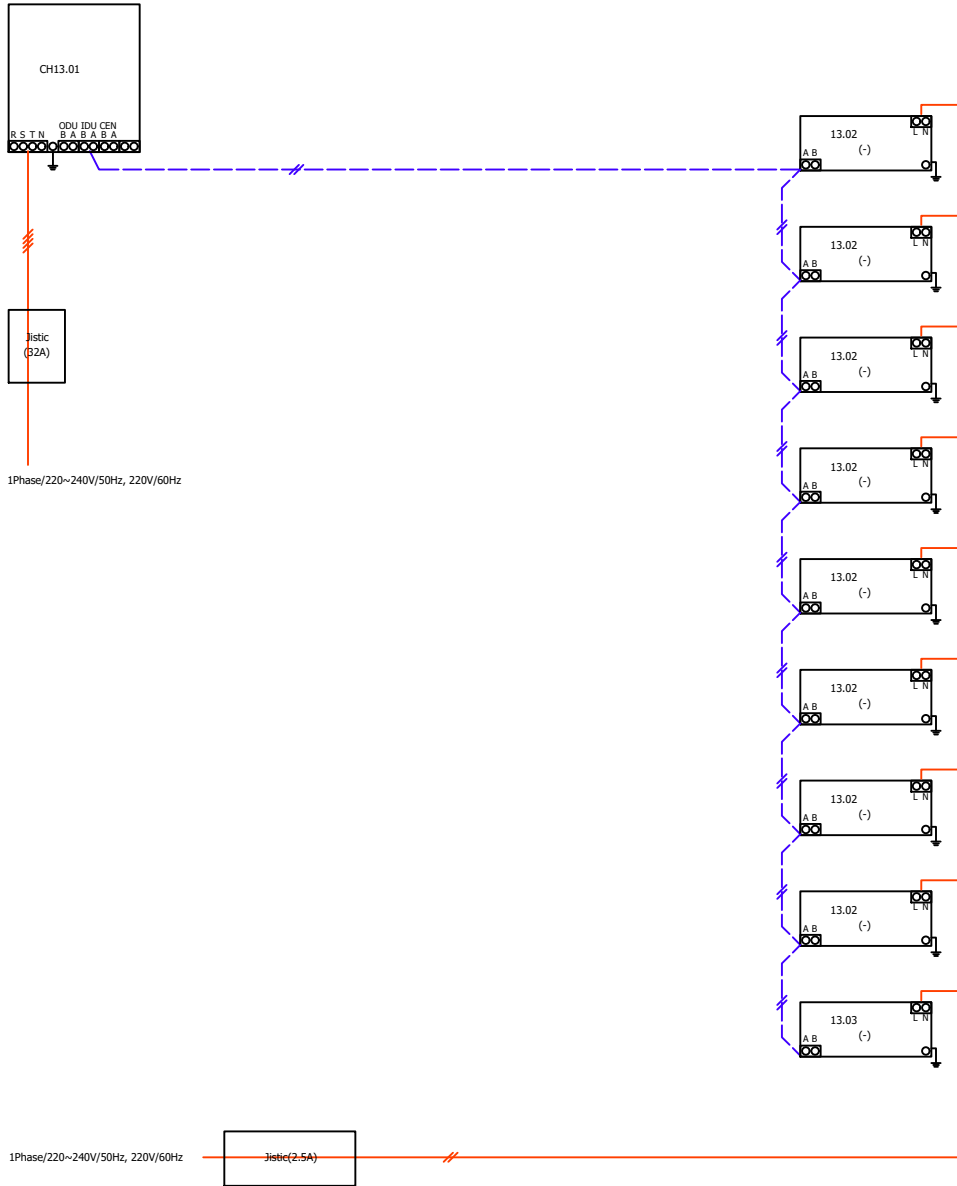 CH13.01
ODU IDU CEN
R S T N B A B A B A
13.02
L N
(-)
A B
13.02
L N
(-)
A B
Jistic
(32A)
13.02
L N
(-)
A B
13.02
L N
(-)
A B
1Phase/220~240V/50Hz, 220V/60Hz
13.02
L N
(-)
A B
13.02
L N
(-)
A B
13.02
L N
(-)
A B
13.02
L N
(-)
A B
13.03
L N
(-)
A B
1Phase/220~240V/50Hz, 220V/60Hz
Jistic(2.5A)